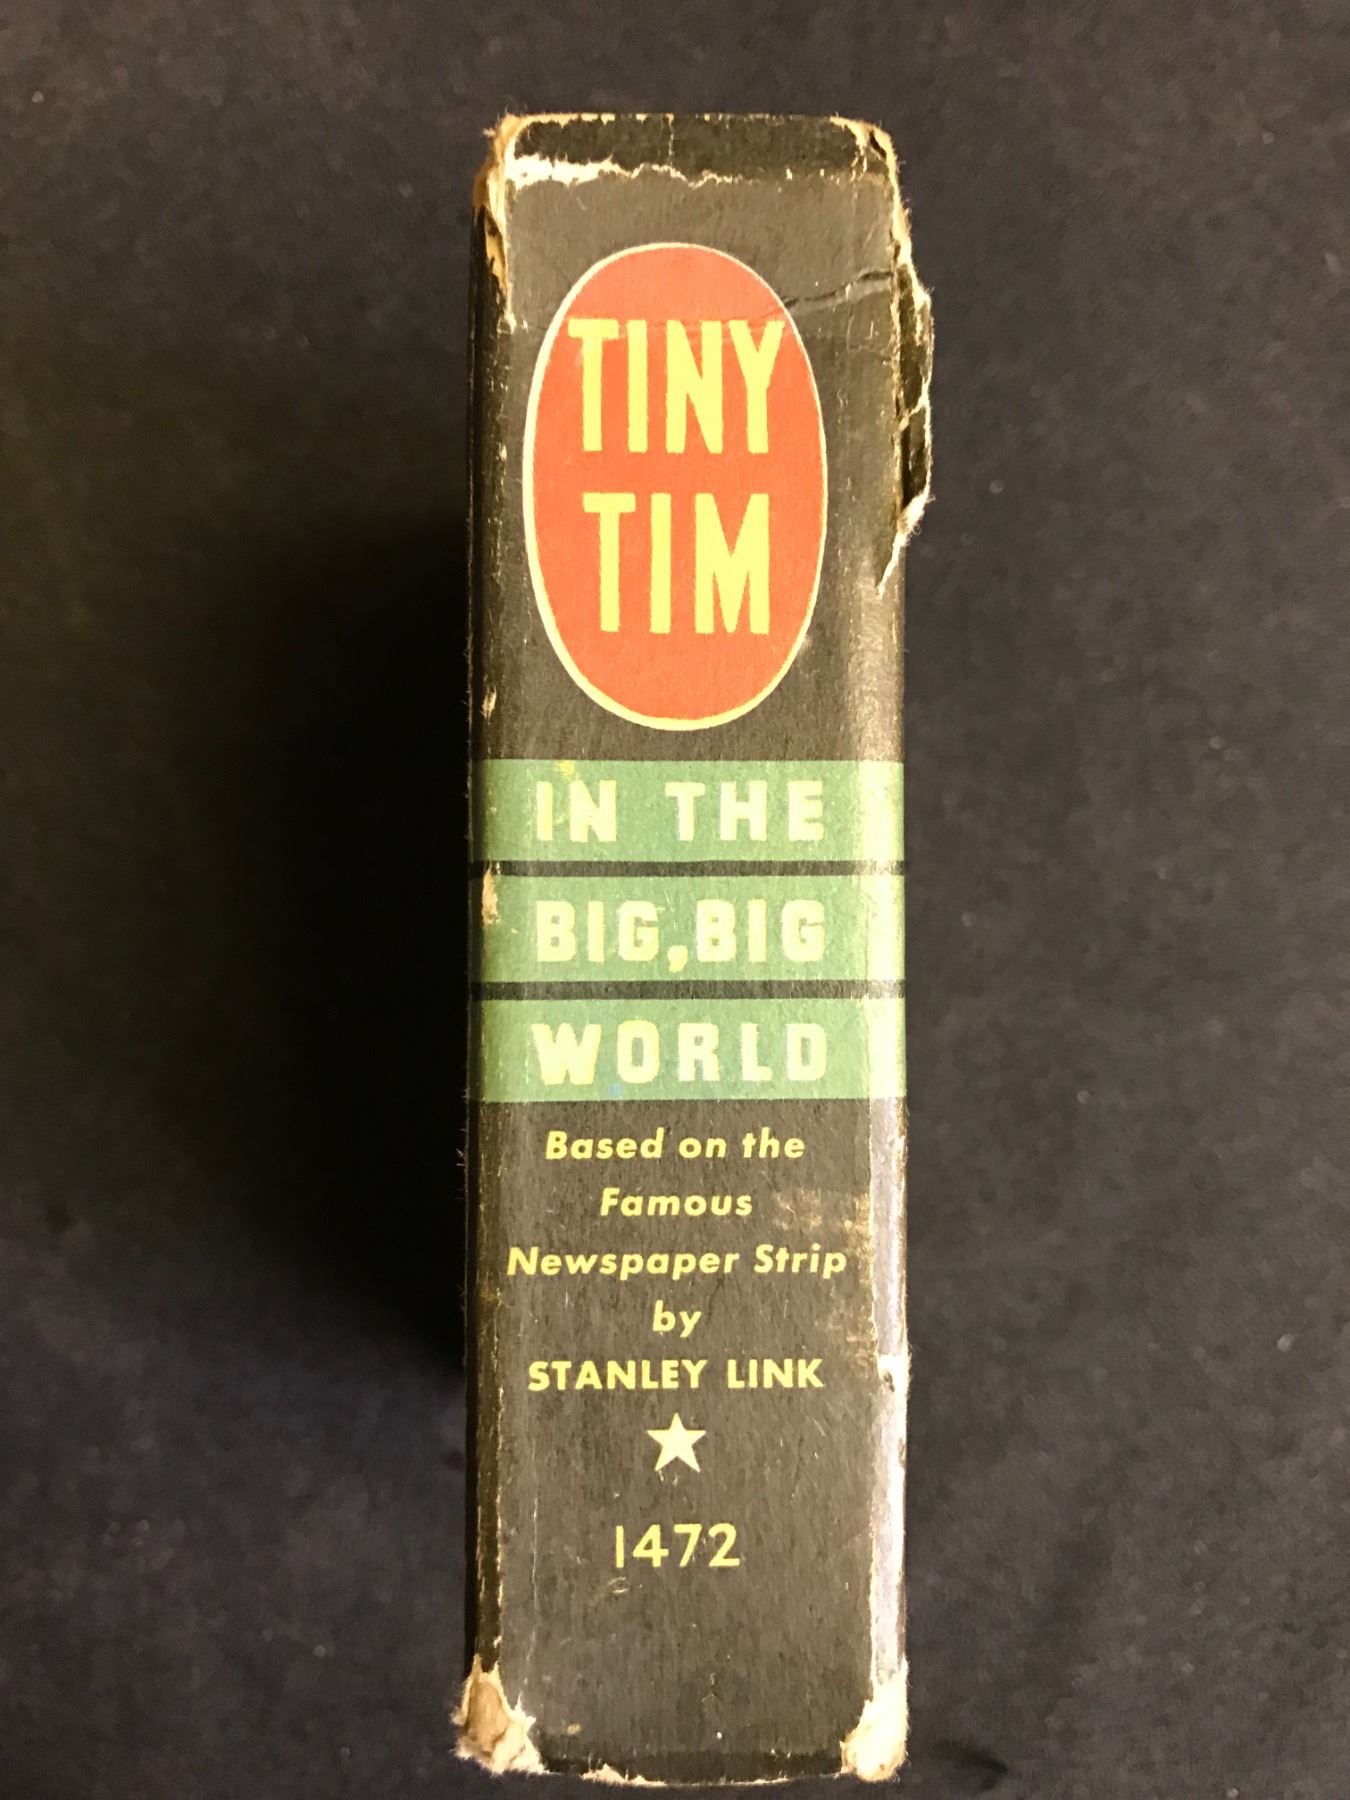 TINY
TIM
IN THE
BIG, BIG
WORLD
Based on the
Famous
Newspaper Strip
by
STANLEY LINK
1472